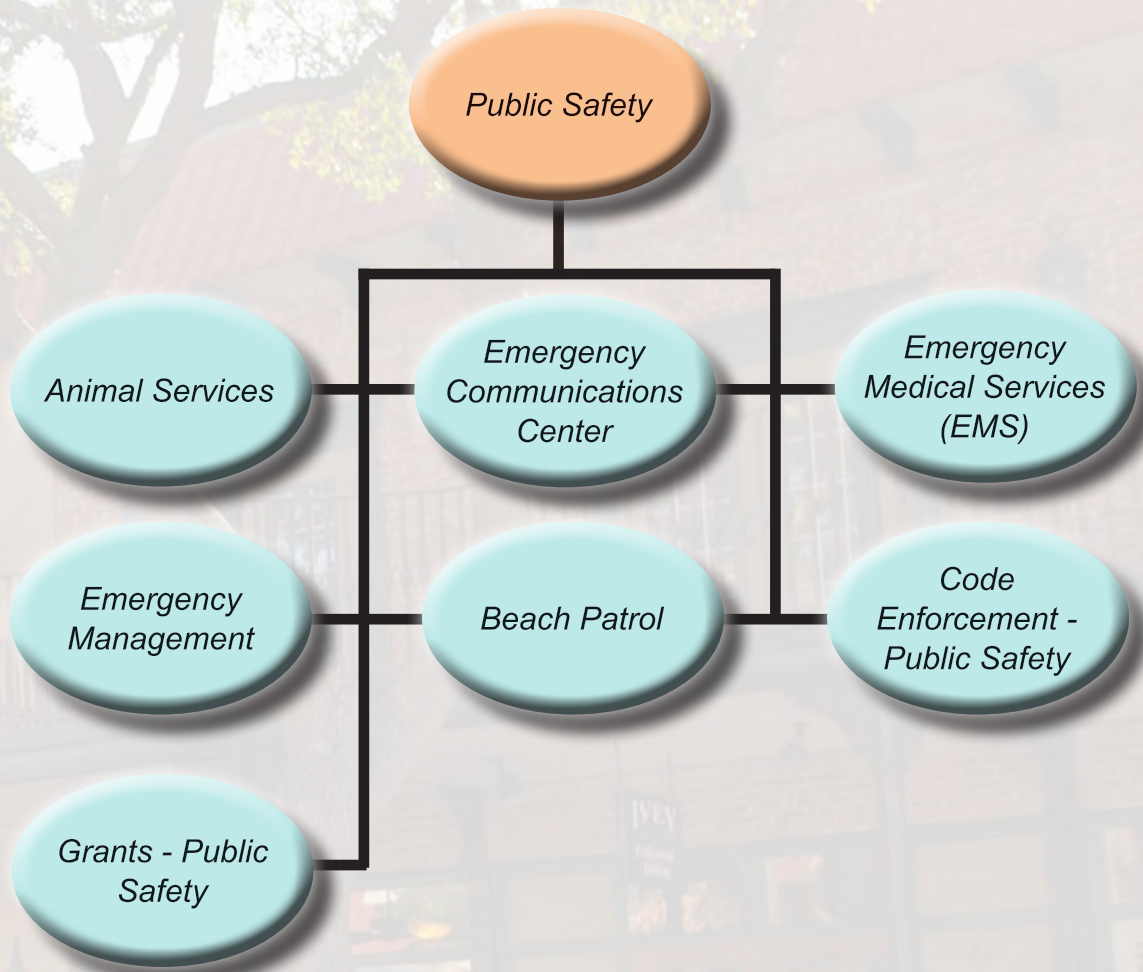 Public Safety
Animal Services
Emergency
Communications
Center
Emergency
Medical Services
(EMS)
Emergency
Management
Beach Patrol
Code
Enforcement -
Public Safety
Grants - Public
Safety
IVEY